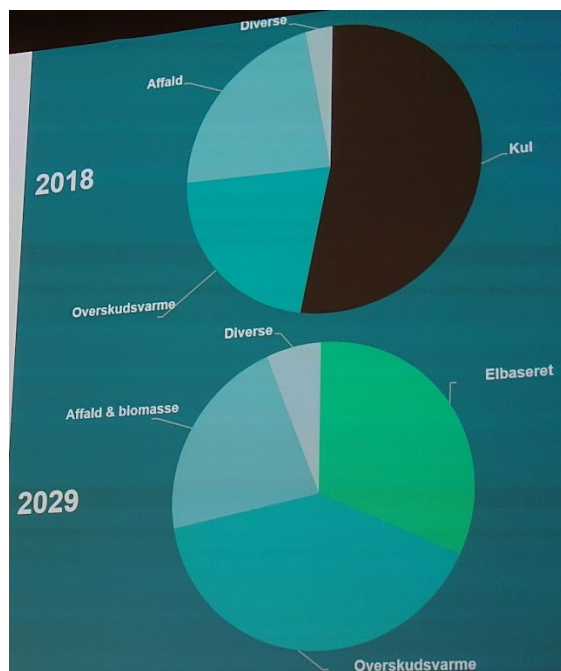 Diverse
Affald
Kul
2018
Overskudsvarme
Diverse
Elbaseret
Affald & biomasse
2029
Overskudsvarme